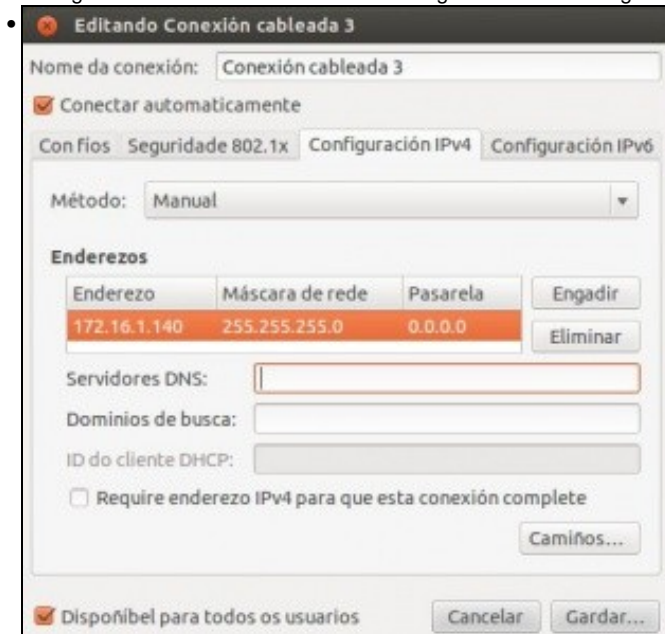 Editando Conexión cableada 3
Nome da conexión: Conexión cableada 3
Conectar automaticamente
Con fíos Seguridade 802.1x Configuración IPv4 Configuración IPv6
Método: Manual
Enderezos
Enderezo Máscara de rede Pasarela Engadir
172.16.1.140 255.255.255.0 0.0.0.0 Eliminar
Servidores DNS:
Dominios de busca:
ID do cliente DHCP:
Require enderezo IPv4 para que esta conexión complete
Camiños...
Dispoñíbel para todos os usuarios Cancelar Gardar...